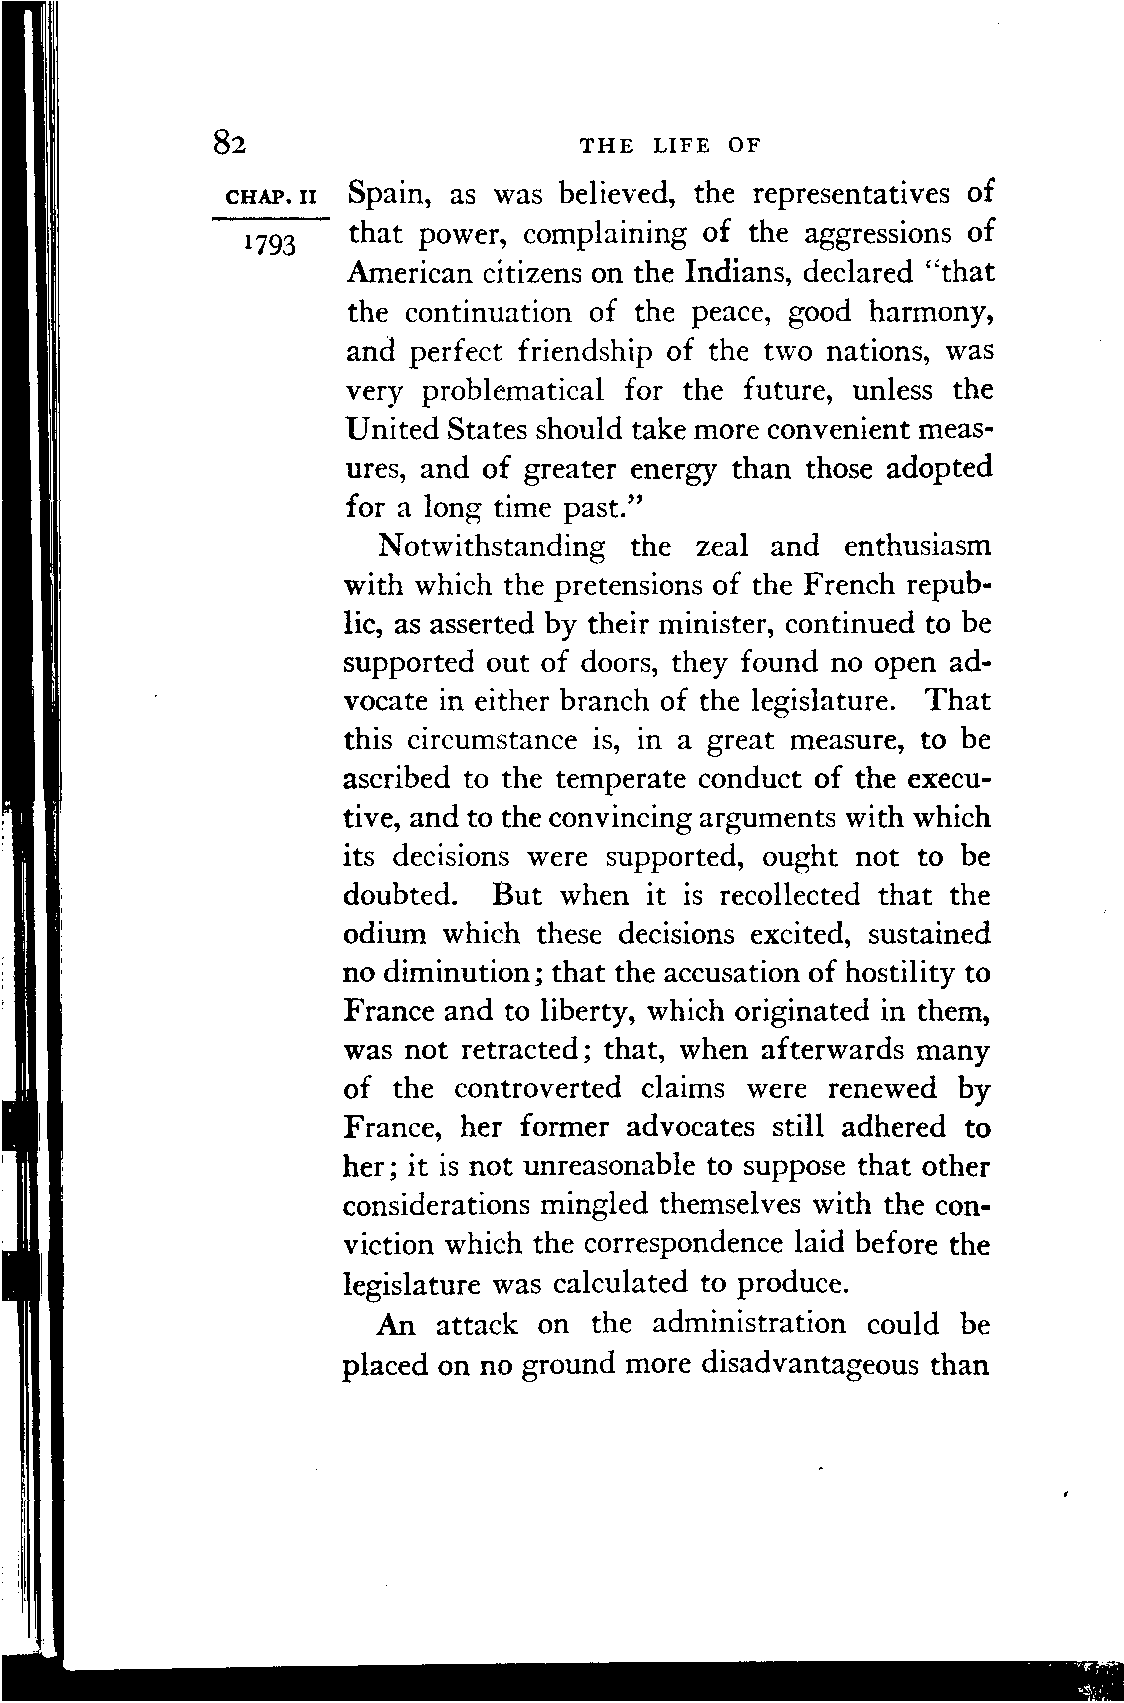 82 THE LIFE OF
CHAP. II Spain, as was believed, the representatives of
1793 that power, complaining of the aggressions of
American citizens on the Indians, declared "that
the continuation of the peace, good harmony,
and perfect friendship of the two nations, was
very problematical for the future, unless the
United States should take more convenient meas-
ures, and of greater energy than those adopted
for a long time past."
Notwithstanding the zeal and enthusiasm
with which the pretensions of the French repub-
lic, as asserted by their minister, continued to be
supported out of doors, they found no open ad-
vocate in either branch of the legislature. That
this circumstance is, in a great measure, to be
ascribed to the temperate conduct of the execu-
tive, and to the convincing arguments with which
its decisions were supported, ought not to be
doubted. But when it is recollected that the
odium which these decisions excited, sustained
no diminution; that the accusation of hostility to
France and to liberty, which originated in them,
was not retracted; that, when afterwards many
of the controverted claims were renewed by
France, her former advocates still adhered to
her; it is not unreasonable to suppose that other
considerations mingled themselves with the con-
viction which the correspondence laid before the
legislature was calculated to produce.
An attack on the administration could be
placed on no ground more disadvantageous than